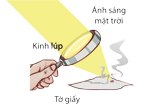 Ánh sáng
mặt trời
Kính lúp
Tờ giấy